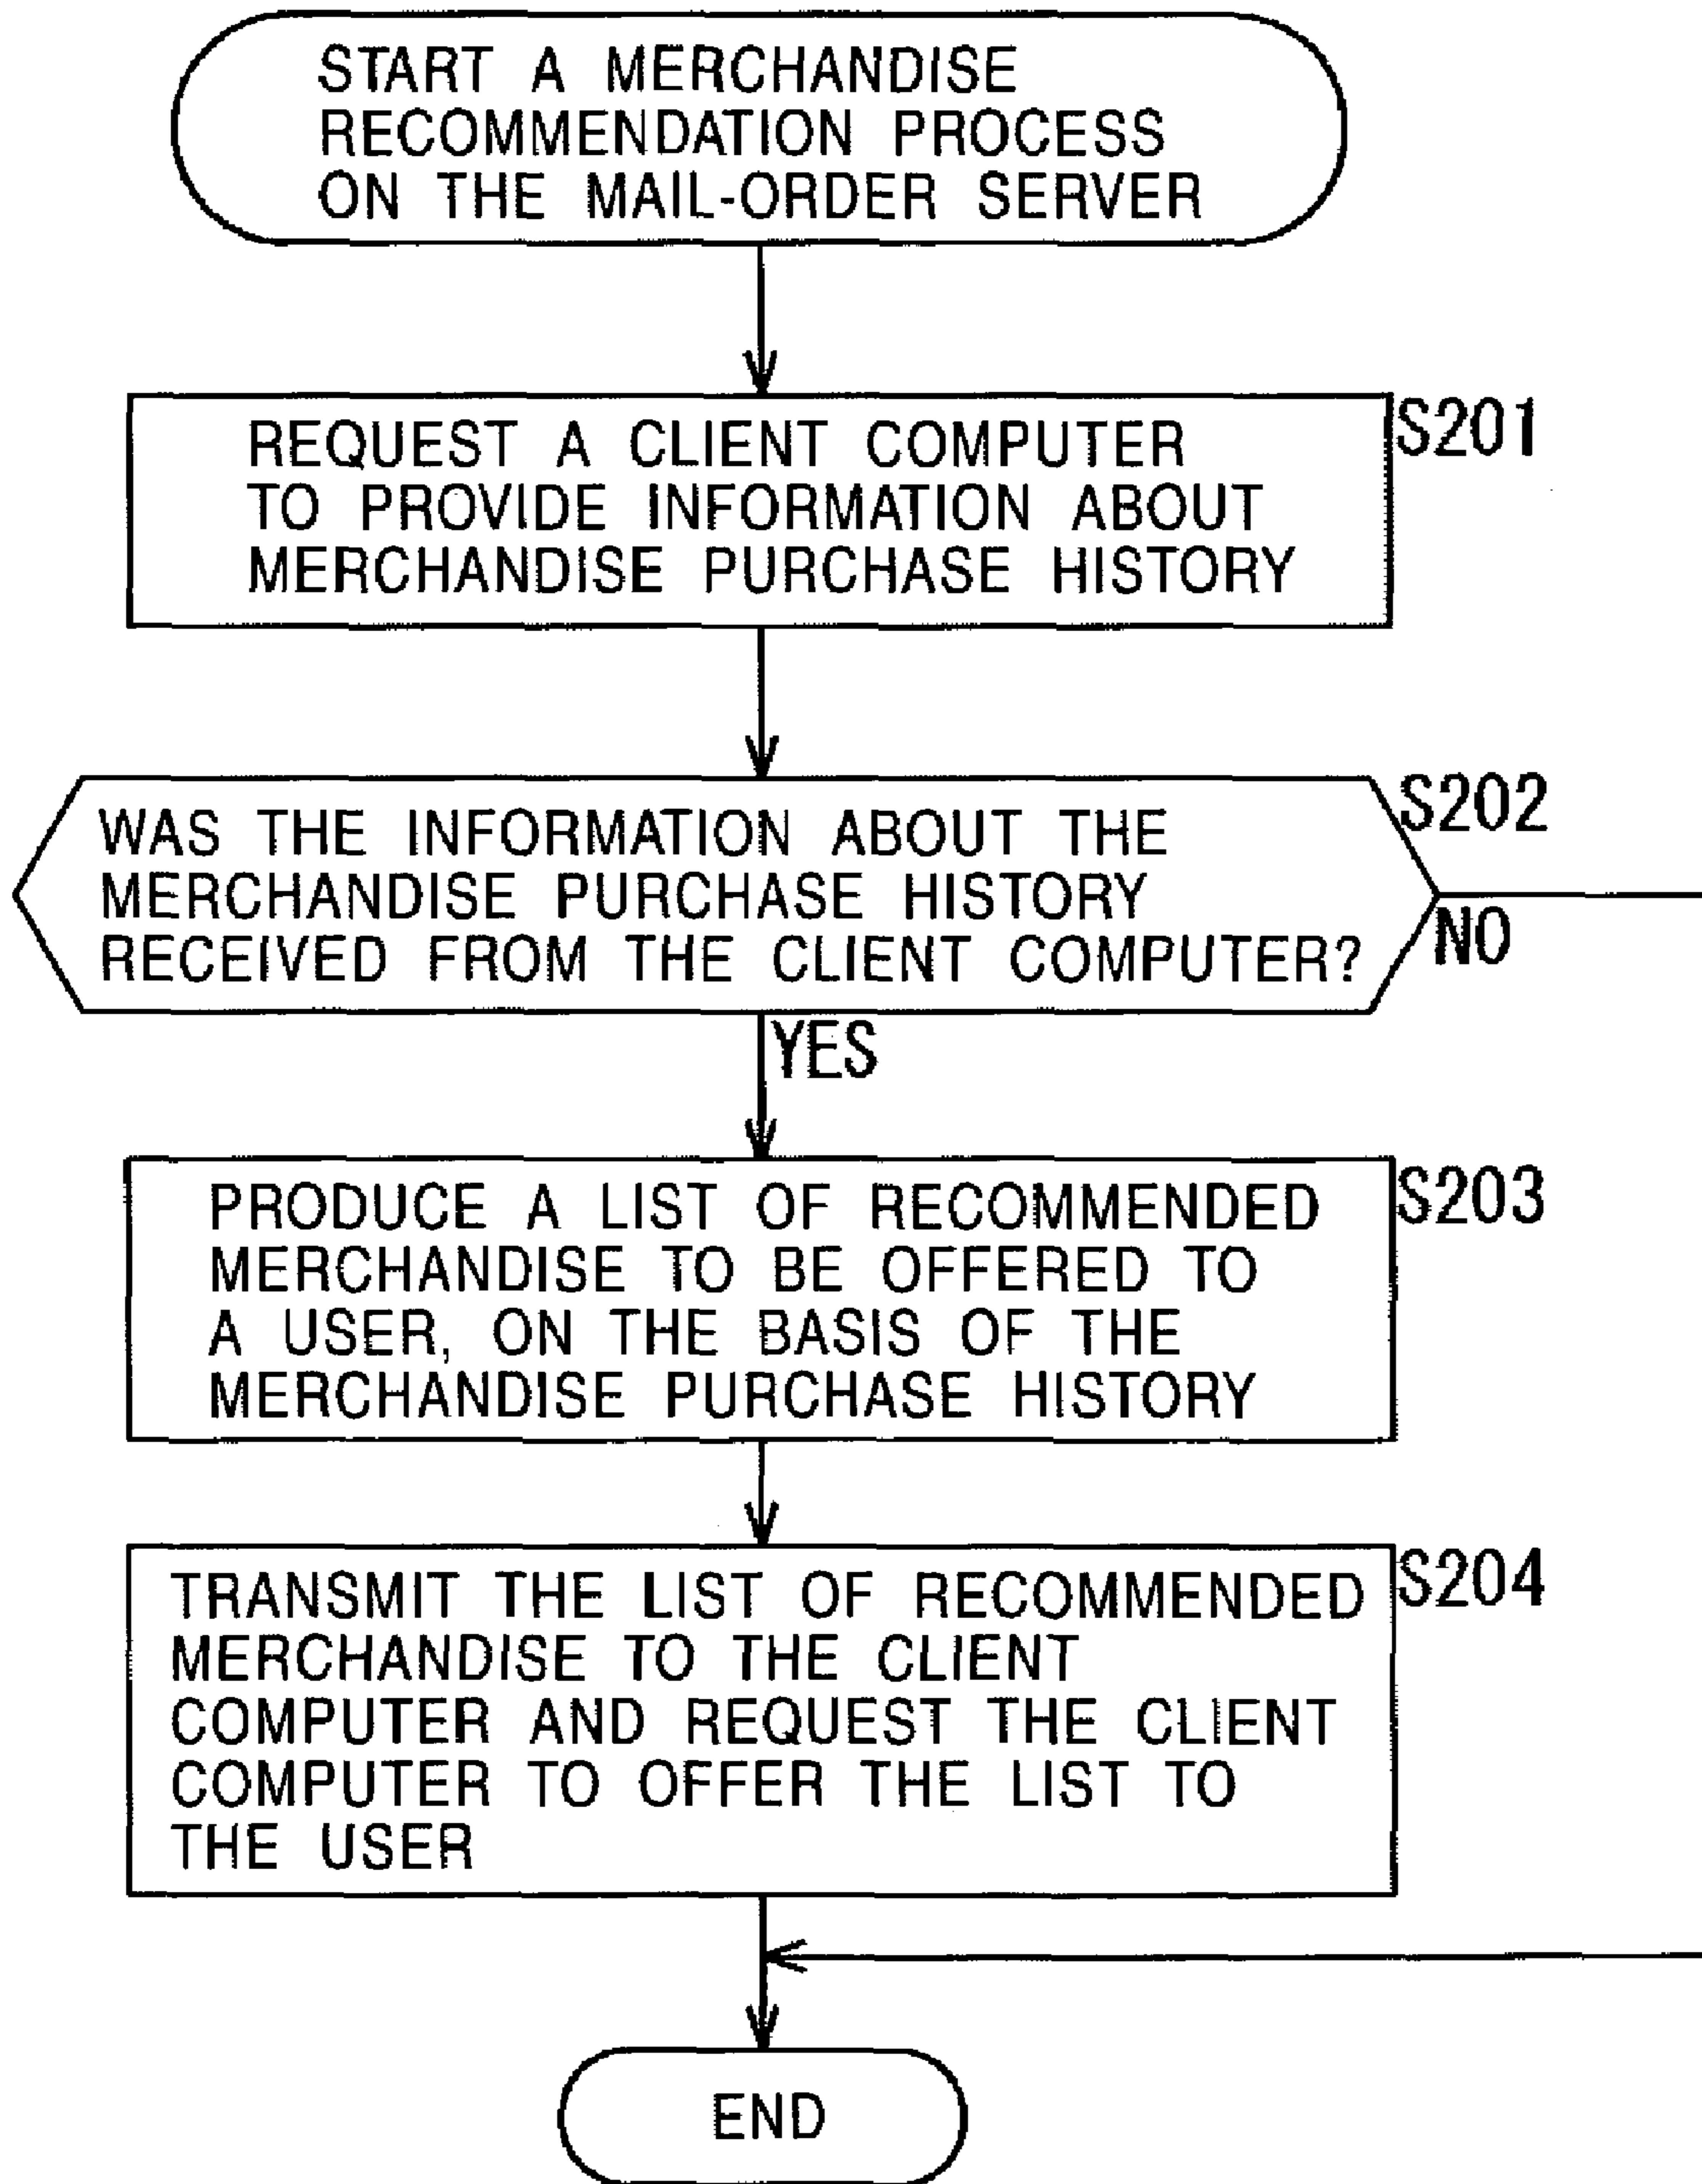 START A MERCHANDISE
RECOMMENDATION PROCESS
ON THE MAIL-ORDER SERVER
REQUEST A CLIENT COMPUTER
TO PROVIDE INFORMATION ABOUT
MERCHANDISE PURCHASE HISTORY
S201
WAS THE INFORMATION ABOUT THE
MERCHANDISE PURCHASE HISTORY
RECEIVED FROM THE CLIENT COMPUTER?
S202
NO
YES
PRODUCE A LIST OF RECOMMENDED
MERCHANDISE TO BE OFFERED TO
A USER, ON THE BASIS OF THE
MERCHANDISE PURCHASE HISTORY
S203
TRANSMIT THE LIST OF RECOMMENDED
MERCHANDISE TO THE CLIENT
COMPUTER AND REQUEST THE CLIENT
COMPUTER TO OFFER THE LIST TO
THE USER
S204
END